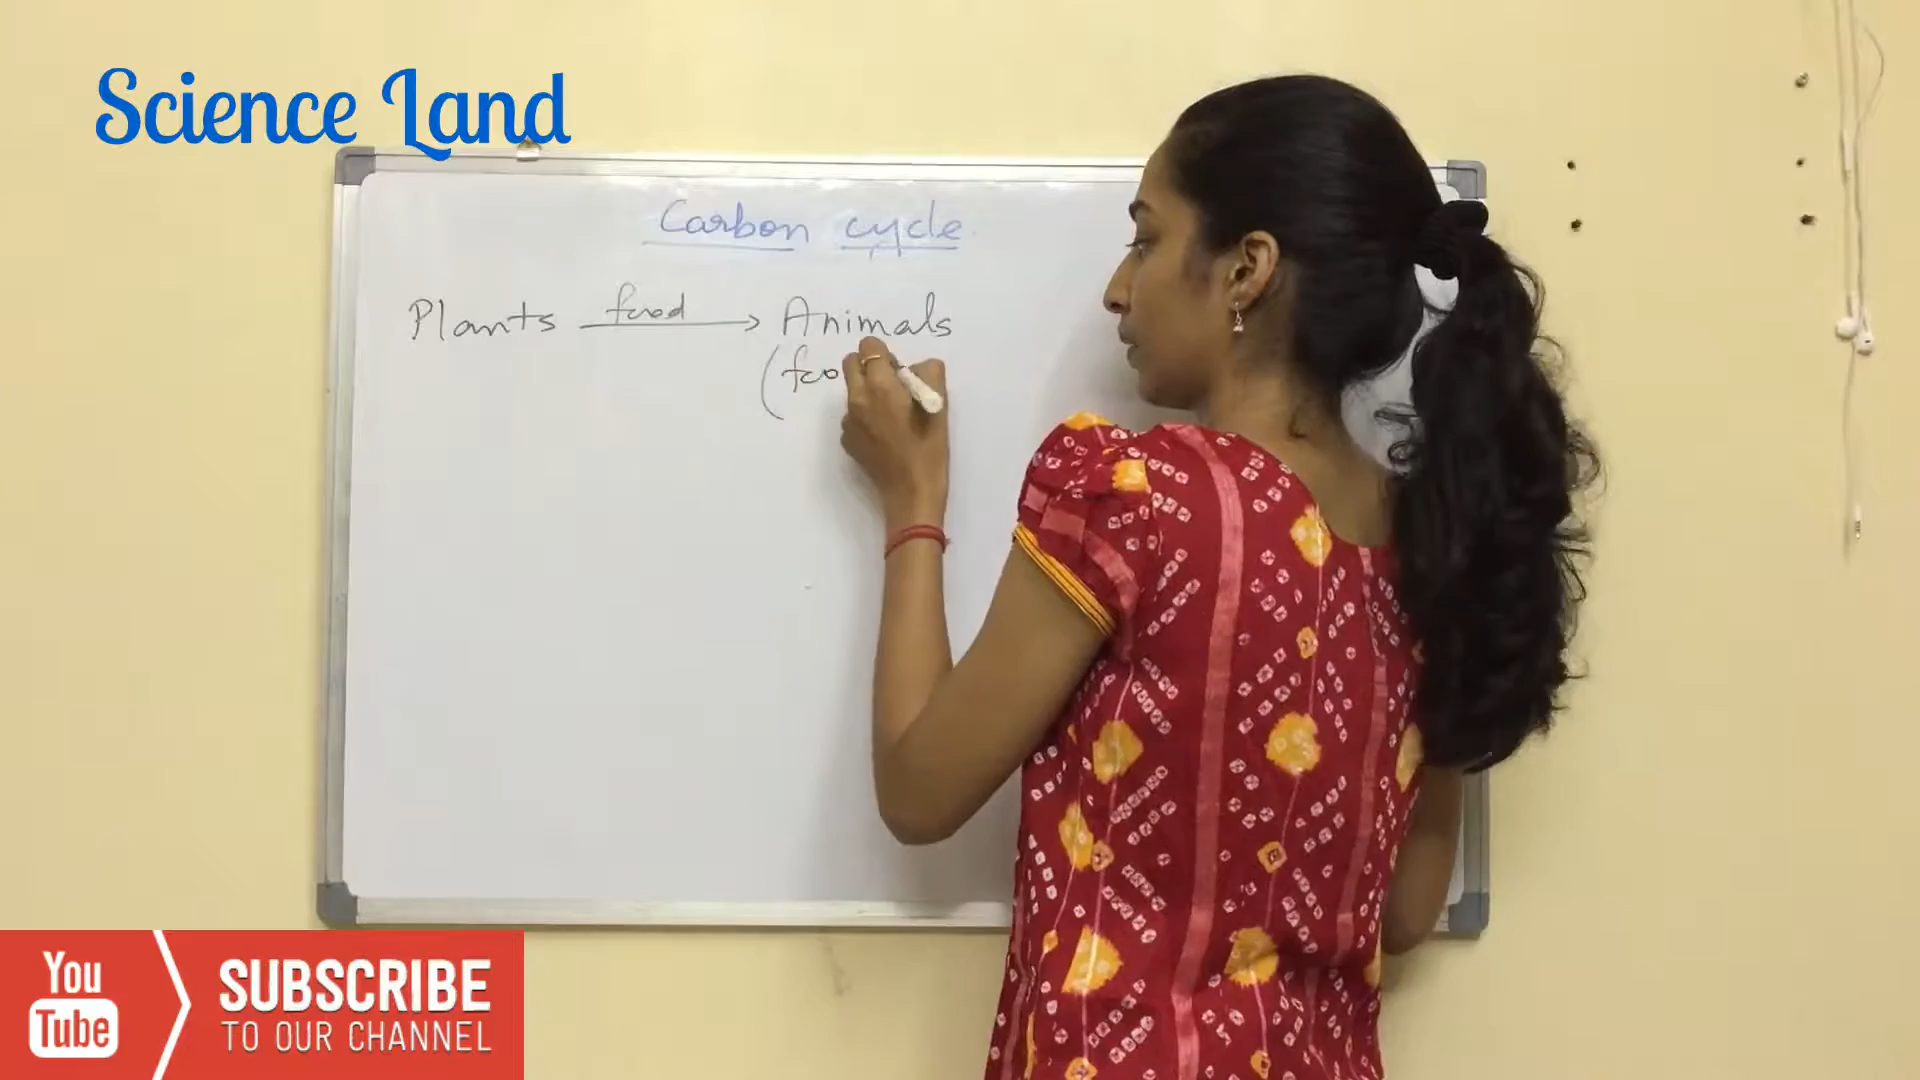 Science Land
Carbon cycle
Plants food → Animals
(foo
You Tube
SUBSCRIBE
TO OUR CHANNEL